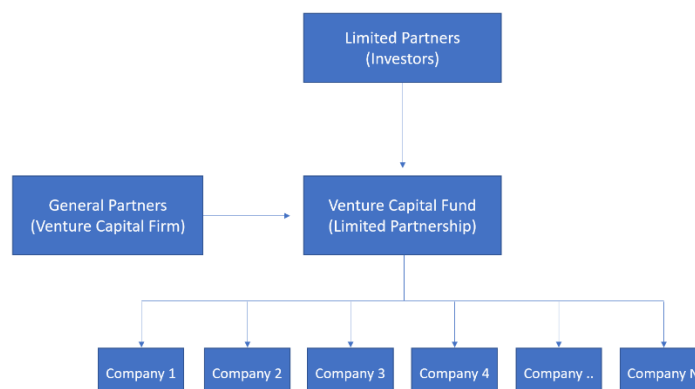 Limited Partners
(Investors)
General Partners
(Venture Capital Firm)
Venture Capital Fund
(Limited Partnership)
Company 1
Company 2
Company 3
Company 4
Company ..
Company N